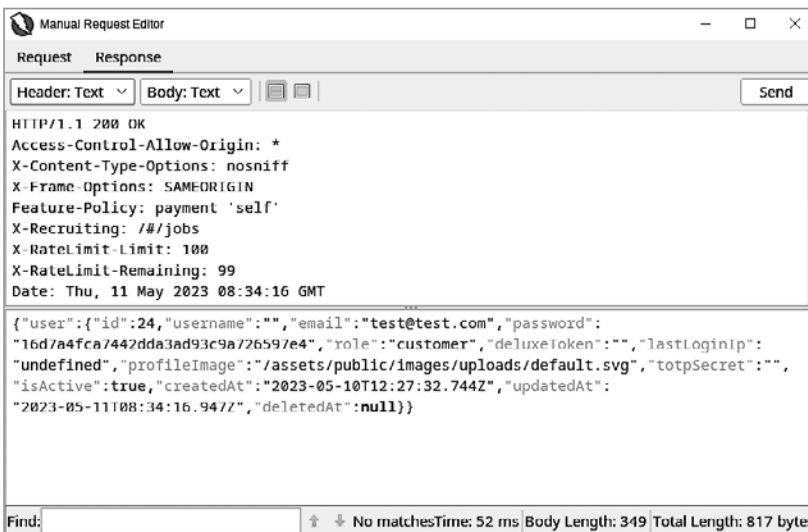 Manual Request Editor
Request Response
Header: Text Body: Text Send
HTTP/1.1 200 OK
Access-Control-Allow-Origin: *
X-Content-Type-Options: nosniff
X-Frame-Options: SAMEORIGIN
Feature-Policy: payment 'self'
X-Recruiting: /#/jobs
X-RateLimit-Limit: 100
X-RateLimit-Remaining: 99
Date: Thu, 11 May 2023 08:34:16 GMT
{"user":{"id":24,"username":"","email":"test@test.com","password":
"16d7a4fca7442dda3ad93c9a726597e4","role":"customer","deluxeToken":"","lastLoginIp":
"undefined","profileImage":"/assets/public/images/uploads/default.svg","totpSecret":"",
"isActive":true,"createdAt":"2023-05-10T12:27:32.744Z","updatedAt":
"2023-05-11T08:34:16.947Z","deletedAt":null}}
Find: No matches Time: 52 ms Body Length: 349 Total Length: 817 byte